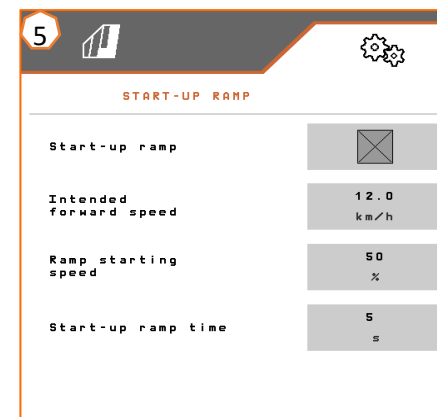 5
START-UP RAMP
Start-up ramp
Intended
forward speed
12.0
km/h
Ramp starting
speed
50
%
Start-up ramp time
5
s